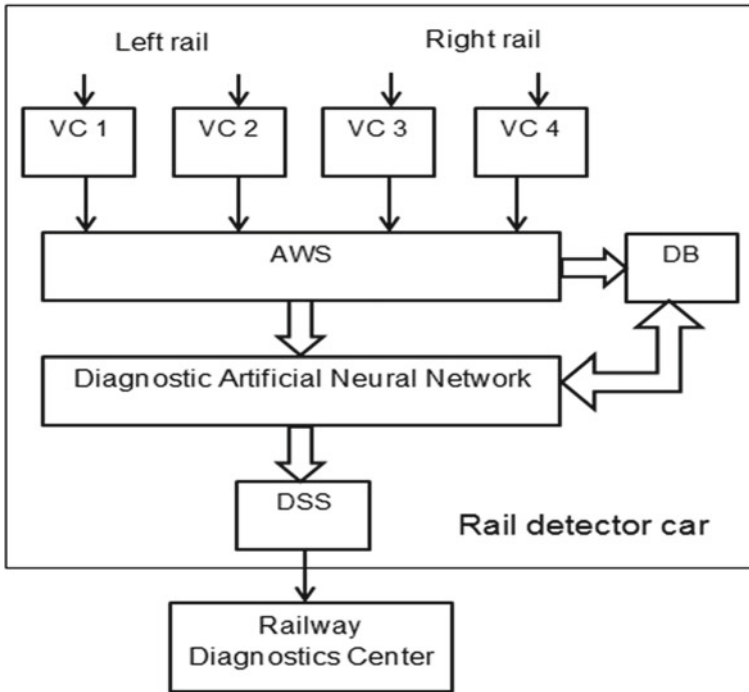 Left rail
Right rail
VC 1
VC 2
VC 3
VC 4
AWS
DB
Diagnostic Artificial Neural Network
DSS
Rail detector car
Railway
Diagnostics Center